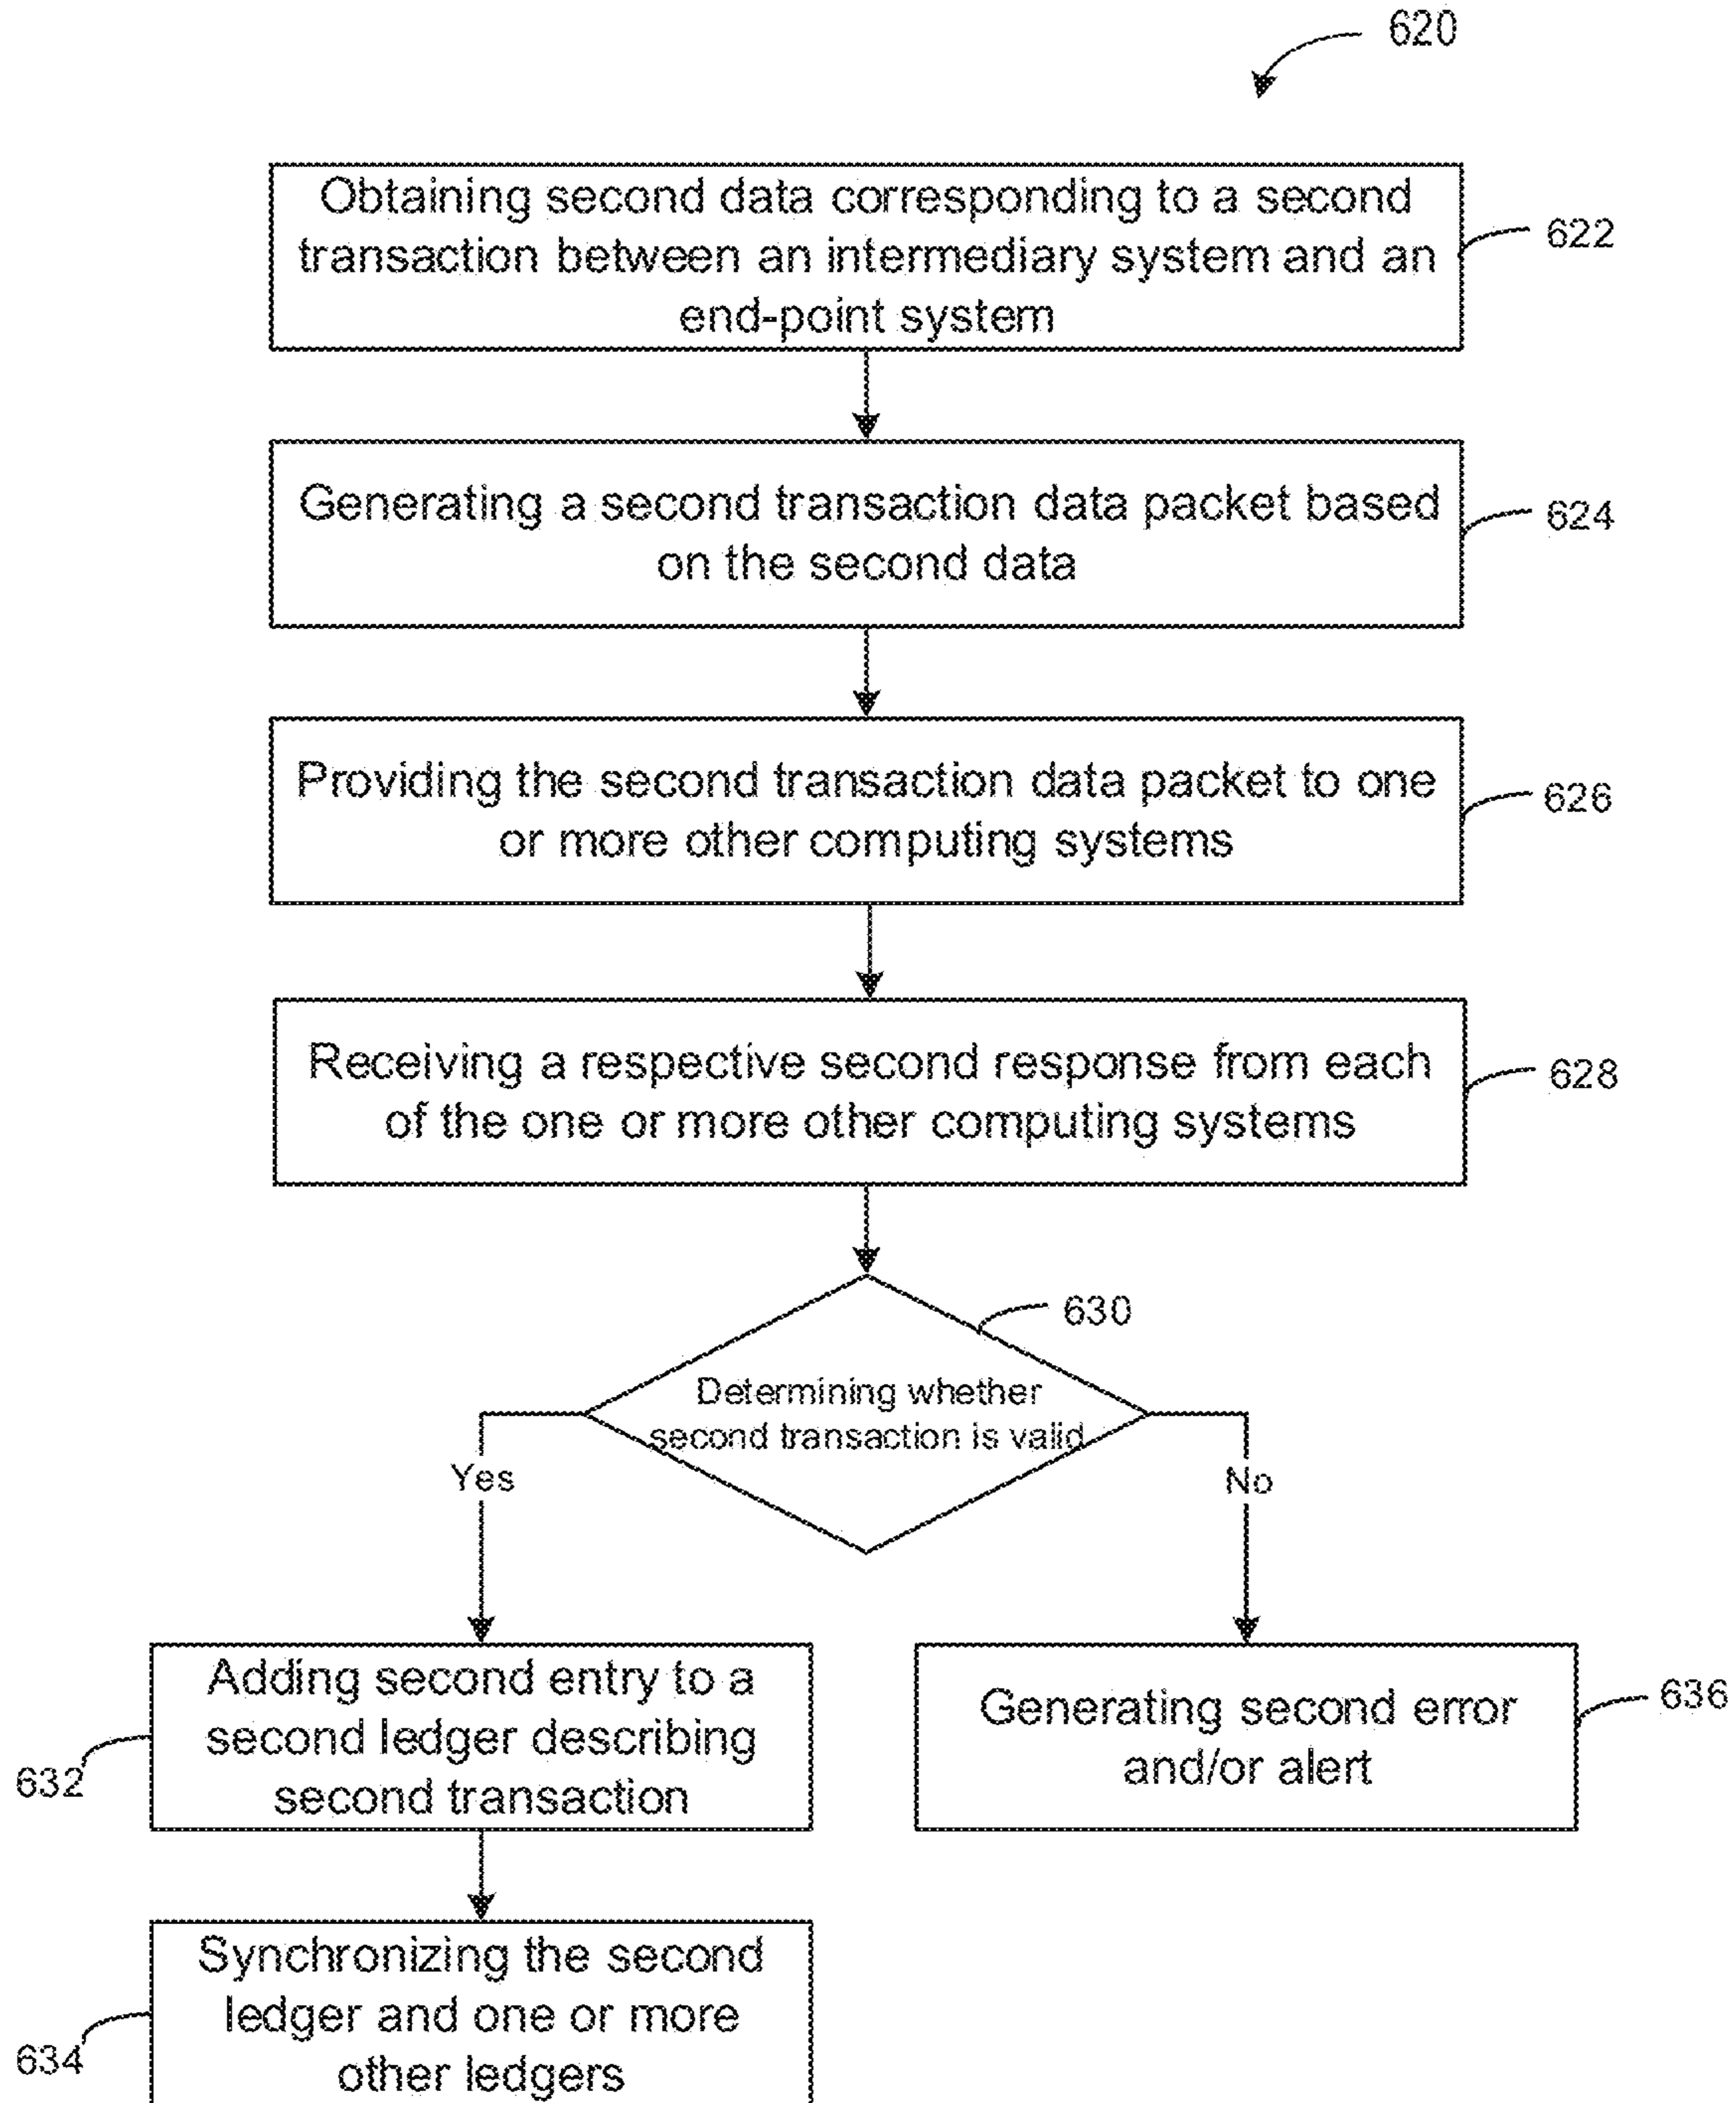 620
Obtaining second data corresponding to a second
transaction between an intermediary system and an
end-point system
622
Generating a second transaction data packet based
on the second data
624
Providing the second transaction data packet to one
or more other computing systems
626
Receiving a respective second response from each
of the one or more other computing systems
628
630
Determining whether
second transaction is valid
Yes
No
Adding second entry to a
second ledger describing
second transaction
632
Generating second error
and/or alert
636
Synchronizing the second
ledger and one or more
other ledgers
634